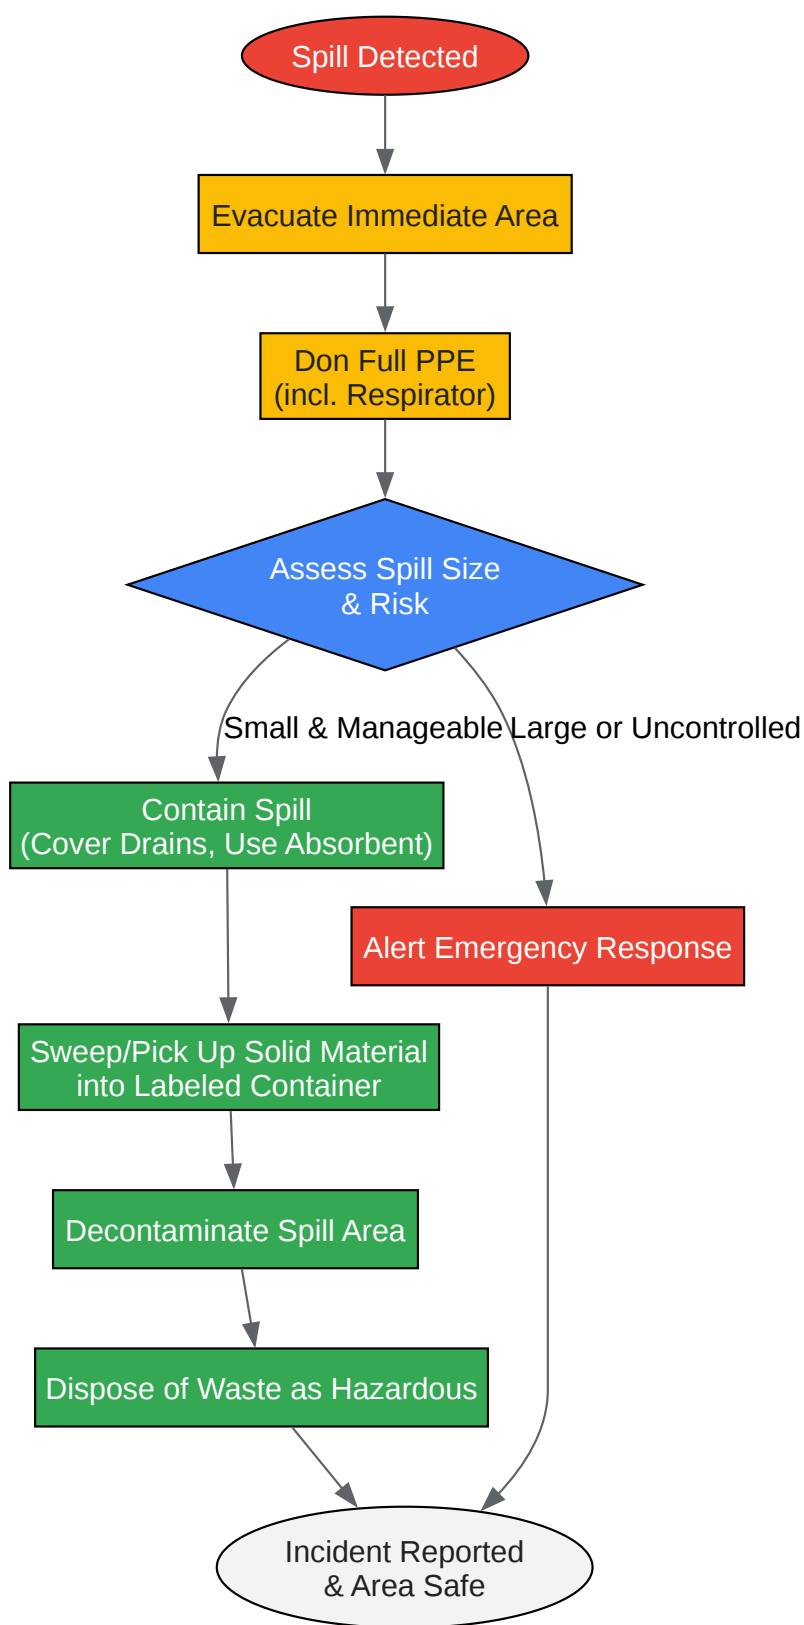 Spill Detected
Evacuate Immediate Area
Don Full PPE
(incl. Respirator)
Assess Spill Size
& Risk
Small & Manageable
Large or Uncontrolled
Contain Spill
(Cover Drains, Use Absorbent)
Alert Emergency Response
Sweep/Pick Up Solid Material
into Labeled Container
Decontaminate Spill Area
Dispose of Waste as Hazardous
Incident Reported
& Area Safe